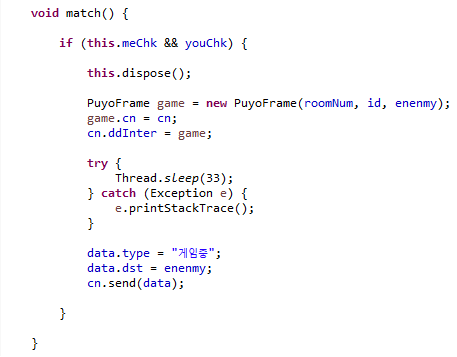 void match() {
if (this.meChk && youChk) {
this.dispose();
PuyoFrame game = new PuyoFrame(roomNum, id, enenmy);
game.cn = cn;
cn.ddInter = game;
try {
Thread.sleep(33);
} catch (Exception e) {
e.printStackTrace();
}
data.type = "게임중";
data.dst = enenmy;
cn.send(data);
}
}